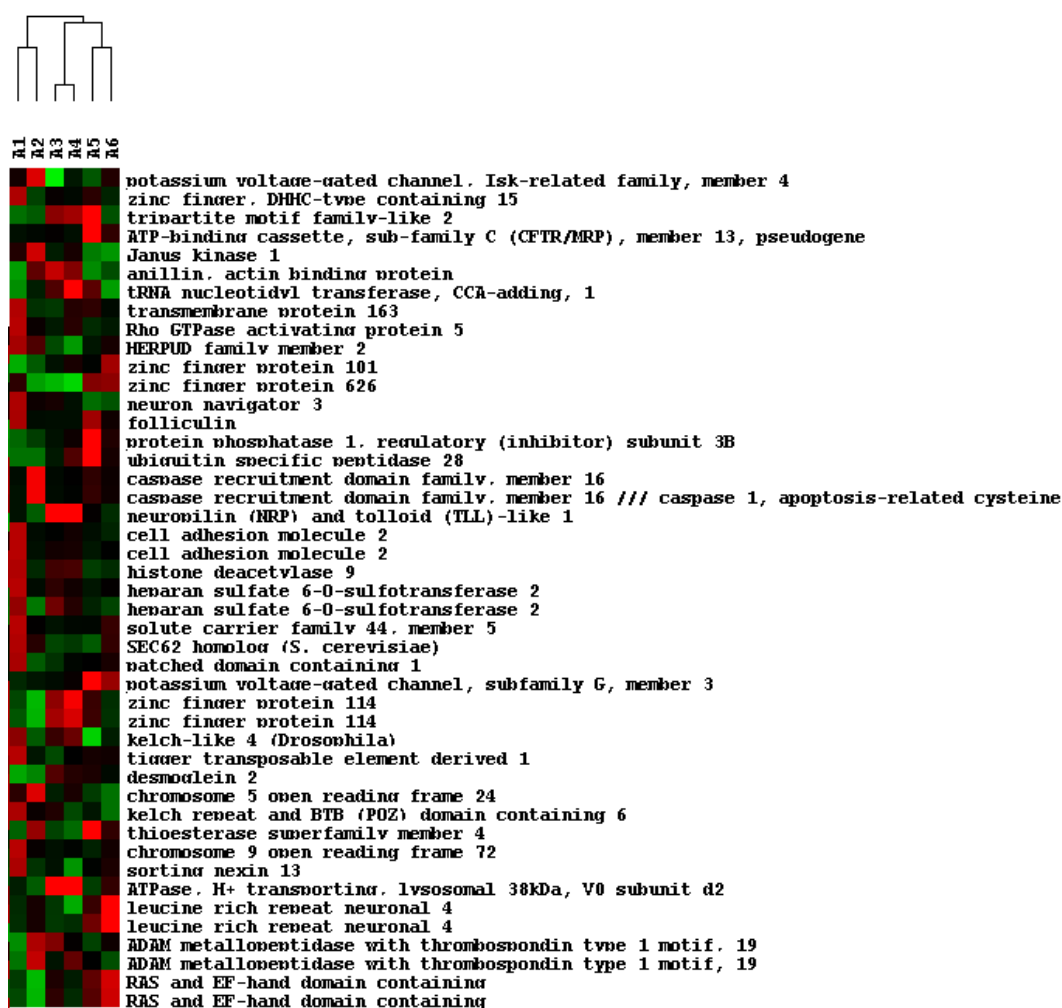 A1 A2 A3 A4 A5 A6
potassium voltage-gated channel, Isk-related family, member 4
zinc finger, DHHC-type containing 15
tripartite motif family-like 2
ATP-binding cassette, sub-family C (CFTR/MRP), member 13, pseudogene
Janus kinase 1
anillin, actin binding protein
tRNA nucleotidyl transferase, CCA-adding, 1
transmembrane protein 163
Rho GTPase activating protein 5
HERPUD family member 2
zinc finger protein 101
zinc finger protein 626
neuron navigator 3
folliculin
protein phosphatase 1, regulatory (inhibitor) subunit 3B
ubiquitin specific peptidase 28
caspase recruitment domain family, member 16
caspase recruitment domain family, member 16 /// caspase 1, apoptosis-related cysteine
neuropilin (NRP) and tolloid (TLL)-like 1
cell adhesion molecule 2
cell adhesion molecule 2
histone deacetylase 9
heparan sulfate 6-O-sulfotransferase 2
heparan sulfate 6-O-sulfotransferase 2
solute carrier family 44, member 5
SEC62 homolog (S. cerevisiae)
patched domain containing 1
potassium voltage-gated channel, subfamily G, member 3
zinc finger protein 114
zinc finger protein 114
kelch-like 4 (Drosophila)
tigger transposable element derived 1
desmoglein 2
chromosome 5 open reading frame 24
kelch repeat and BTB (POZ) domain containing 6
thioesterase superfamily member 4
chromosome 9 open reading frame 72
sorting nexin 13
ATPase, H+ transporting, lysosomal 38kDa, V0 subunit d2
leucine rich repeat neuronal 4
leucine rich repeat neuronal 4
ADAM metallopeptidase with thrombospondin type 1 motif, 19
ADAM metallopeptidase with thrombospondin type 1 motif, 19
RAS and EF-hand domain containing
RAS and EF-hand domain containing